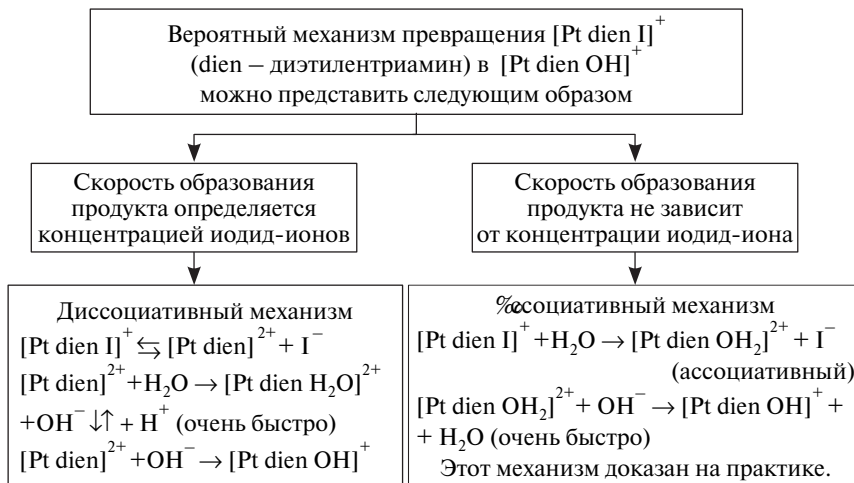 Вероятный механизм превращения [Pt dien I]⁺
(dien – диэтилентриамин) в [Pt dien OH]⁺
можно представить следующим образом
Скорость образования
продукта определяется
концентрацией иодид-ионов
Скорость образования
продукта не зависит
от концентрации иодид-иона
Диссоциативный механизм
[Pt dien I]⁺ ⇆ [Pt dien]²⁺ + I⁻
[Pt dien]²⁺ +H₂O → [Pt dien H₂O]²⁺
+OH⁻ ↓↑ + H⁺ (очень быстро)
[Pt dien]²⁺ +OH⁻ → [Pt dien OH]⁺
‰ссоциативный механизм
[Pt dien I]⁺ +H₂O → [Pt dien OH₂]²⁺ + I⁻
(ассоциативный)
[Pt dien OH₂]²⁺ + OH⁻ → [Pt dien OH]⁺ +
+ H₂O (очень быстро)
Этот механизм доказан на практике.